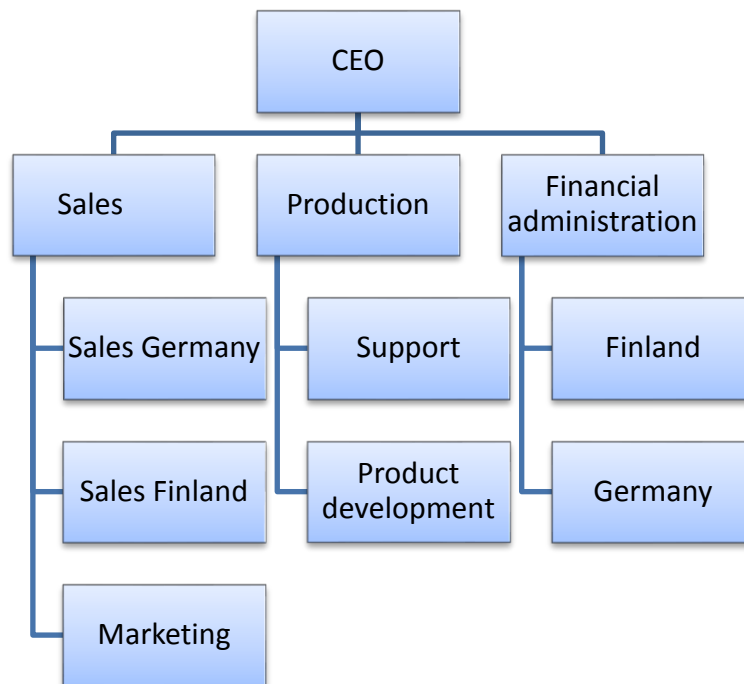 CEO
Sales
Production
Financial
administration
Sales Germany
Support
Finland
Sales Finland
Product
development
Germany
Marketing